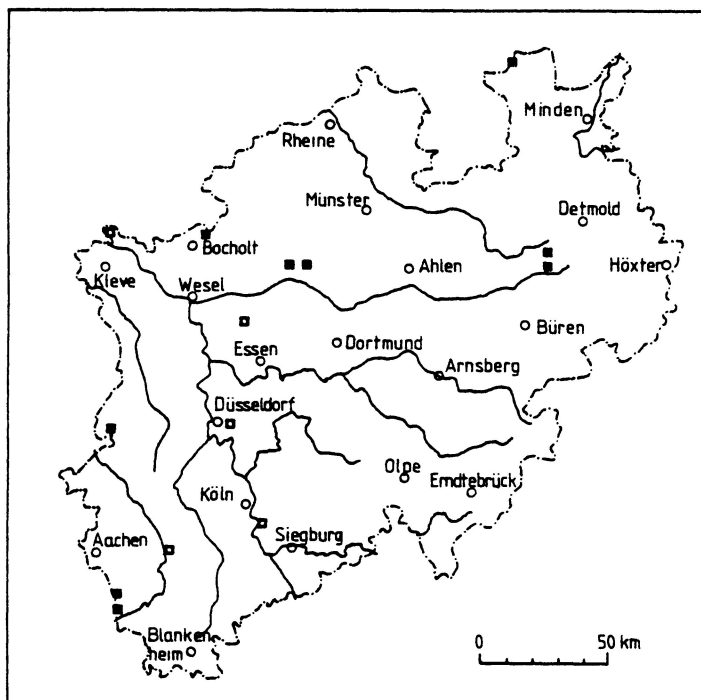 Minden
Rheine
Münster
Detmold
Bocholt
Ahlen
Höxter
Kleve
Wesel
Büren
Dortmund
Essen
Arnsberg
Düsseldorf
Olpe
Erndtebrück
Köln
Siegburg
Aachen
Blanken
heim
0 50 km